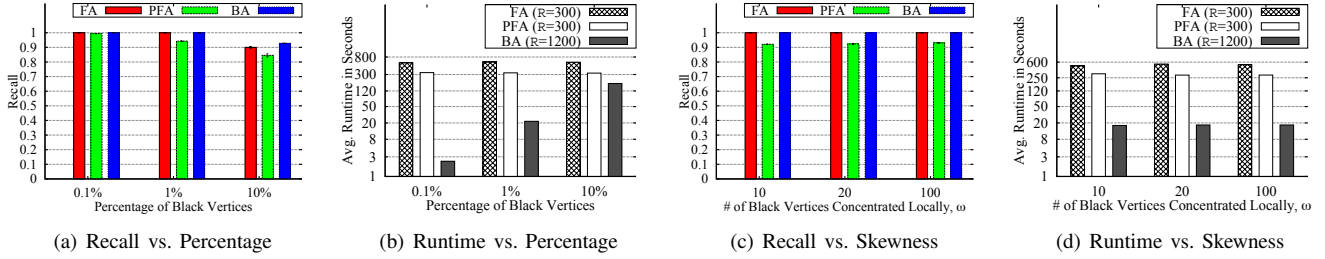 FA PFA BA
Recall
1
0.9
0.8
0.7
0.6
0.5
0.4
0.3
0.2
0.1
0
0.1% 1% 10%
Percentage of Black Vertices
(a) Recall vs. Percentage
FA (R=300)
PFA (R=300)
BA (R=1200)
Avg. Runtime in Seconds
800
300
120
50
20
8
3
1
0.1% 1% 10%
Percentage of Black Vertices
(b) Runtime vs. Percentage
FA PFA BA
Recall
1
0.9
0.8
0.7
0.6
0.5
0.4
0.3
0.2
0.1
0
10 20 100
# of Black Vertices Concentrated Locally, ω
(c) Recall vs. Skewness
FA (R=300)
PFA (R=300)
BA (R=1200)
Avg. Runtime in Seconds
600
250
120
50
20
8
3
1
10 20 100
# of Black Vertices Concentrated Locally, ω
(d) Runtime vs. Skewness